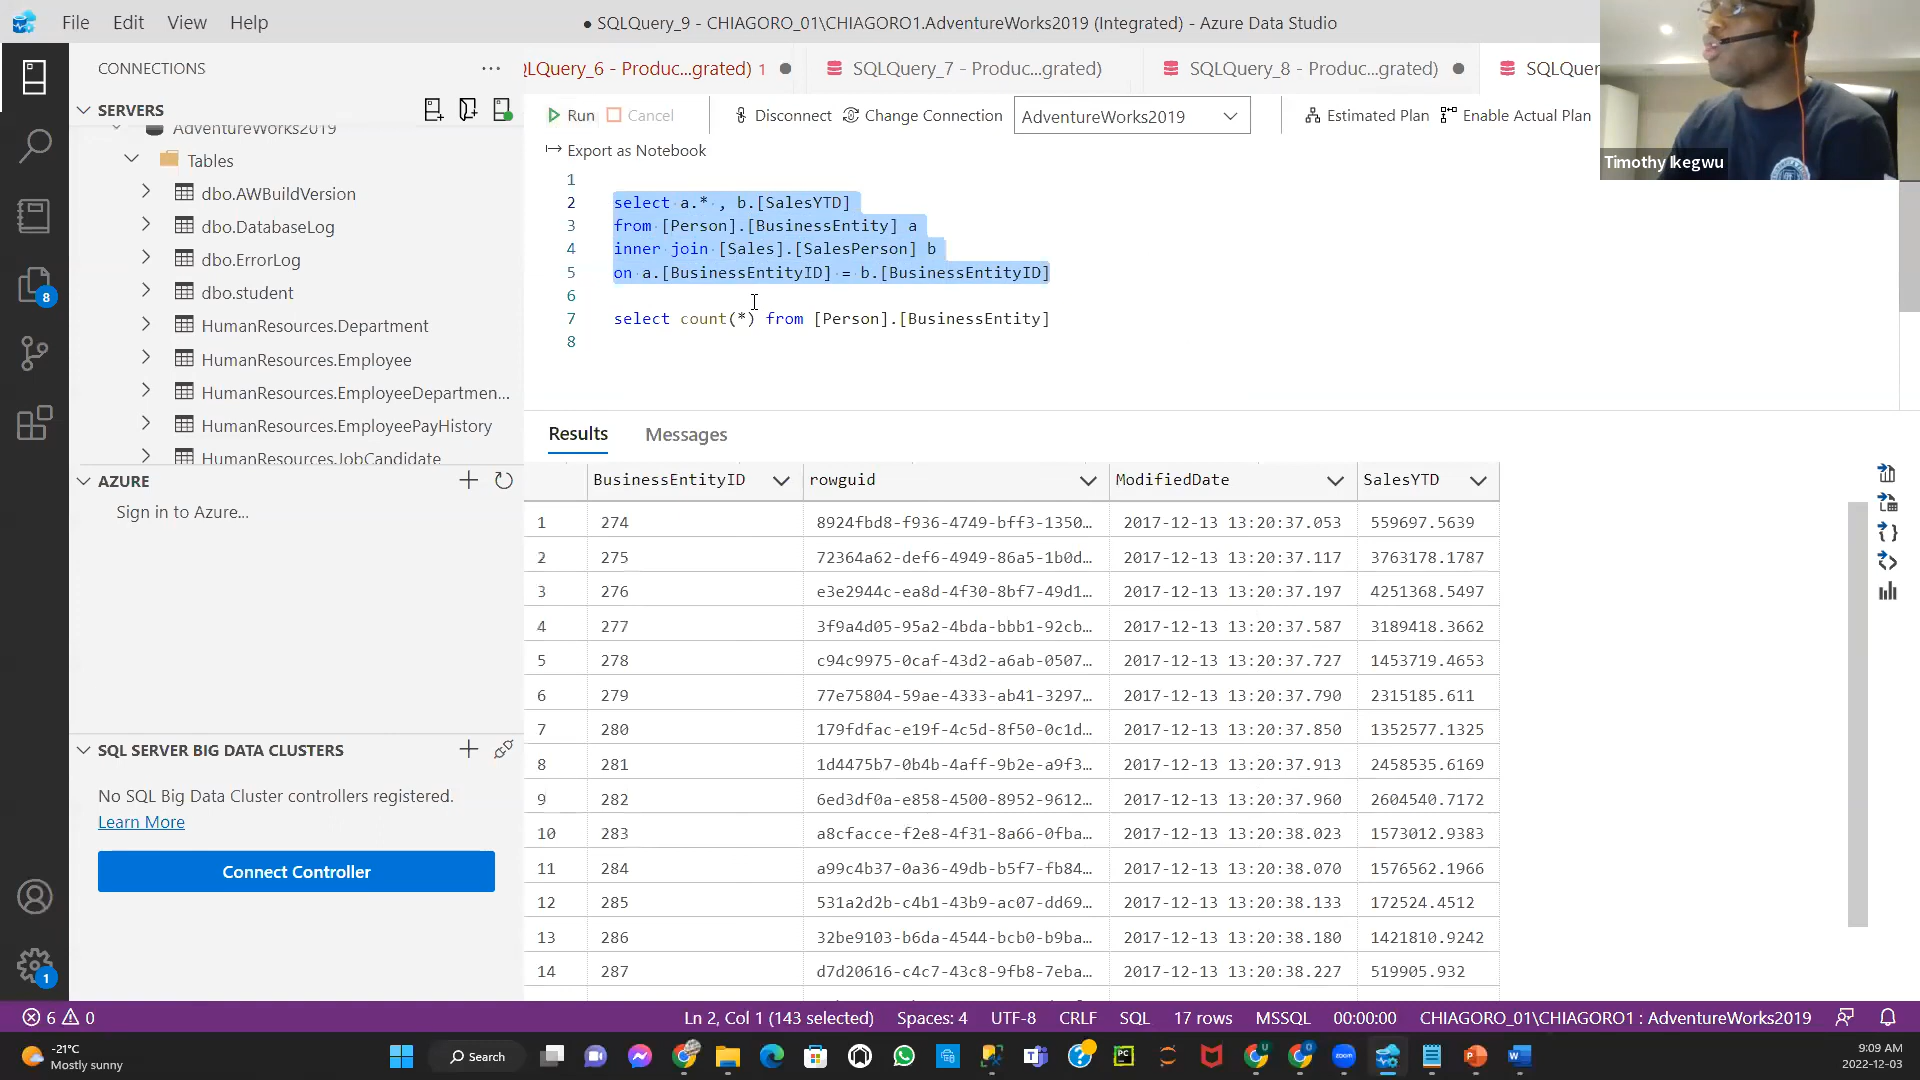 File Edit View Help
● SQLQuery_9 - CHIAGORO_01\CHIAGORO1.AdventureWorks2019 (Integrated) - Azure Data Studio
CONNECTIONS
SERVERS
AdventureWorks2019
Tables
dbo.AWBuildVersion
dbo.DatabaseLog
dbo.ErrorLog
dbo.student
HumanResources.Department
HumanResources.Employee
HumanResources.EmployeeDepartmen...
HumanResources.EmployeePayHistory
HumanResources.JobCandidate
AZURE
Sign in to Azure...
SQL SERVER BIG DATA CLUSTERS
No SQL Big Data Cluster controllers registered.
Learn More
Connect Controller
8
1
QLQuery_6 - Produc...grated) 1 SQLQuery_7 - Produc...grated) SQLQuery_8 - Produc...grated) SQLQuer
Run Cancel Disconnect Change Connection AdventureWorks2019 Estimated Plan Enable Actual Plan
Export as Notebook
Timothy Ikegwu
1
2 select a.* , b.[SalesYTD]
3 from [Person].[BusinessEntity] a
4 inner join [Sales].[SalesPerson] b
5 on a.[BusinessEntityID] = b.[BusinessEntityID]
6
7 select count(*) from [Person].[BusinessEntity]
8
Results Messages
BusinessEntityID rowguid ModifiedDate SalesYTD
1 274 8924fbd8-f936-4749-bff3-1350... 2017-12-13 13:20:37.053 559697.5639
2 275 72364a62-def6-4949-86a5-1b0d... 2017-12-13 13:20:37.117 3763178.1787
3 276 e3e2944c-ea8d-4f30-8bf7-49d1... 2017-12-13 13:20:37.197 4251368.5497
4 277 3f9a4d05-95a2-4bda-bbb1-92cb... 2017-12-13 13:20:37.587 3189418.3662
5 278 c94c9975-0caf-43d2-a6ab-0507... 2017-12-13 13:20:37.727 1453719.4653
6 279 77e75804-59ae-4333-ab41-3297... 2017-12-13 13:20:37.790 2315185.611
7 280 179fdfac-e19f-4c5d-8f50-0c1d... 2017-12-13 13:20:37.850 1352577.1325
8 281 1d4475b7-0b4b-4aff-9b2e-a9f3... 2017-12-13 13:20:37.913 2458535.6169
9 282 6ed3df0a-e858-4500-8952-9612... 2017-12-13 13:20:37.960 2604540.7172
10 283 a8cfacce-f2e8-4f31-8a66-0fba... 2017-12-13 13:20:38.023 1573012.9383
11 284 a99c4b37-0a36-49db-b5f7-fb84... 2017-12-13 13:20:38.070 1576562.1966
12 285 531a2d2b-c4b1-43b9-ac07-dd69... 2017-12-13 13:20:38.133 172524.4512
13 286 32be9103-b6da-4544-bcb0-b9ba... 2017-12-13 13:20:38.180 1421810.9242
14 287 d7d20616-c4c7-43c8-9fb8-7eba... 2017-12-13 13:20:38.227 519905.932
6 0 Ln 2, Col 1 (143 selected) Spaces: 4 UTF-8 CRLF SQL 17 rows MSSQL 00:00:00 CHIAGORO_01\CHIAGORO1 : AdventureWorks2019
-21°C
Mostly sunny
Search
9:09 AM
2022-12-03